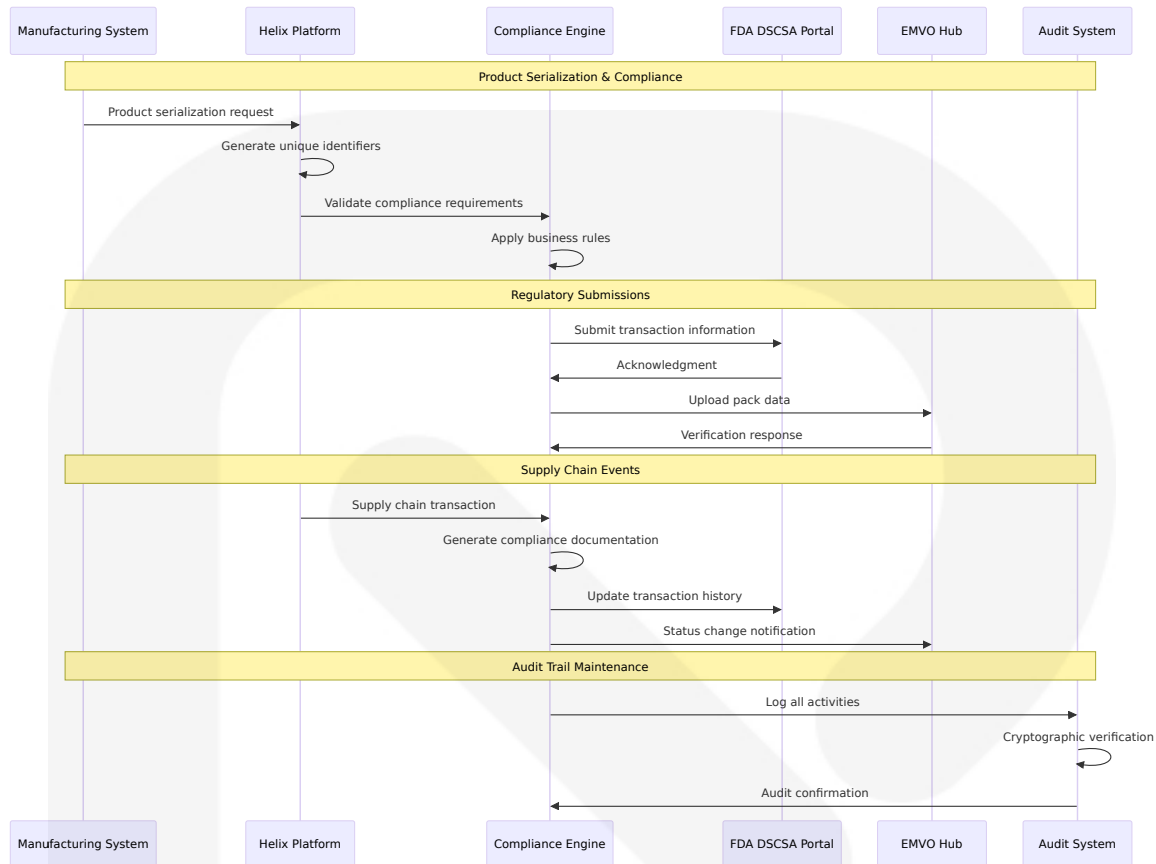 Manufacturing System
Helix Platform
Compliance Engine
FDA DSCSA Portal
EMVO Hub
Audit System
Product Serialization & Compliance
Product serialization request
Generate unique identifiers
Validate compliance requirements
Apply business rules
Regulatory Submissions
Submit transaction information
Acknowledgment
Upload pack data
Verification response
Supply Chain Events
Supply chain transaction
Generate compliance documentation
Update transaction history
Status change notification
Audit Trail Maintenance
Log all activities
Cryptographic verification
Audit confirmation
Manufacturing System
Helix Platform
Compliance Engine
FDA DSCSA Portal
EMVO Hub
Audit System